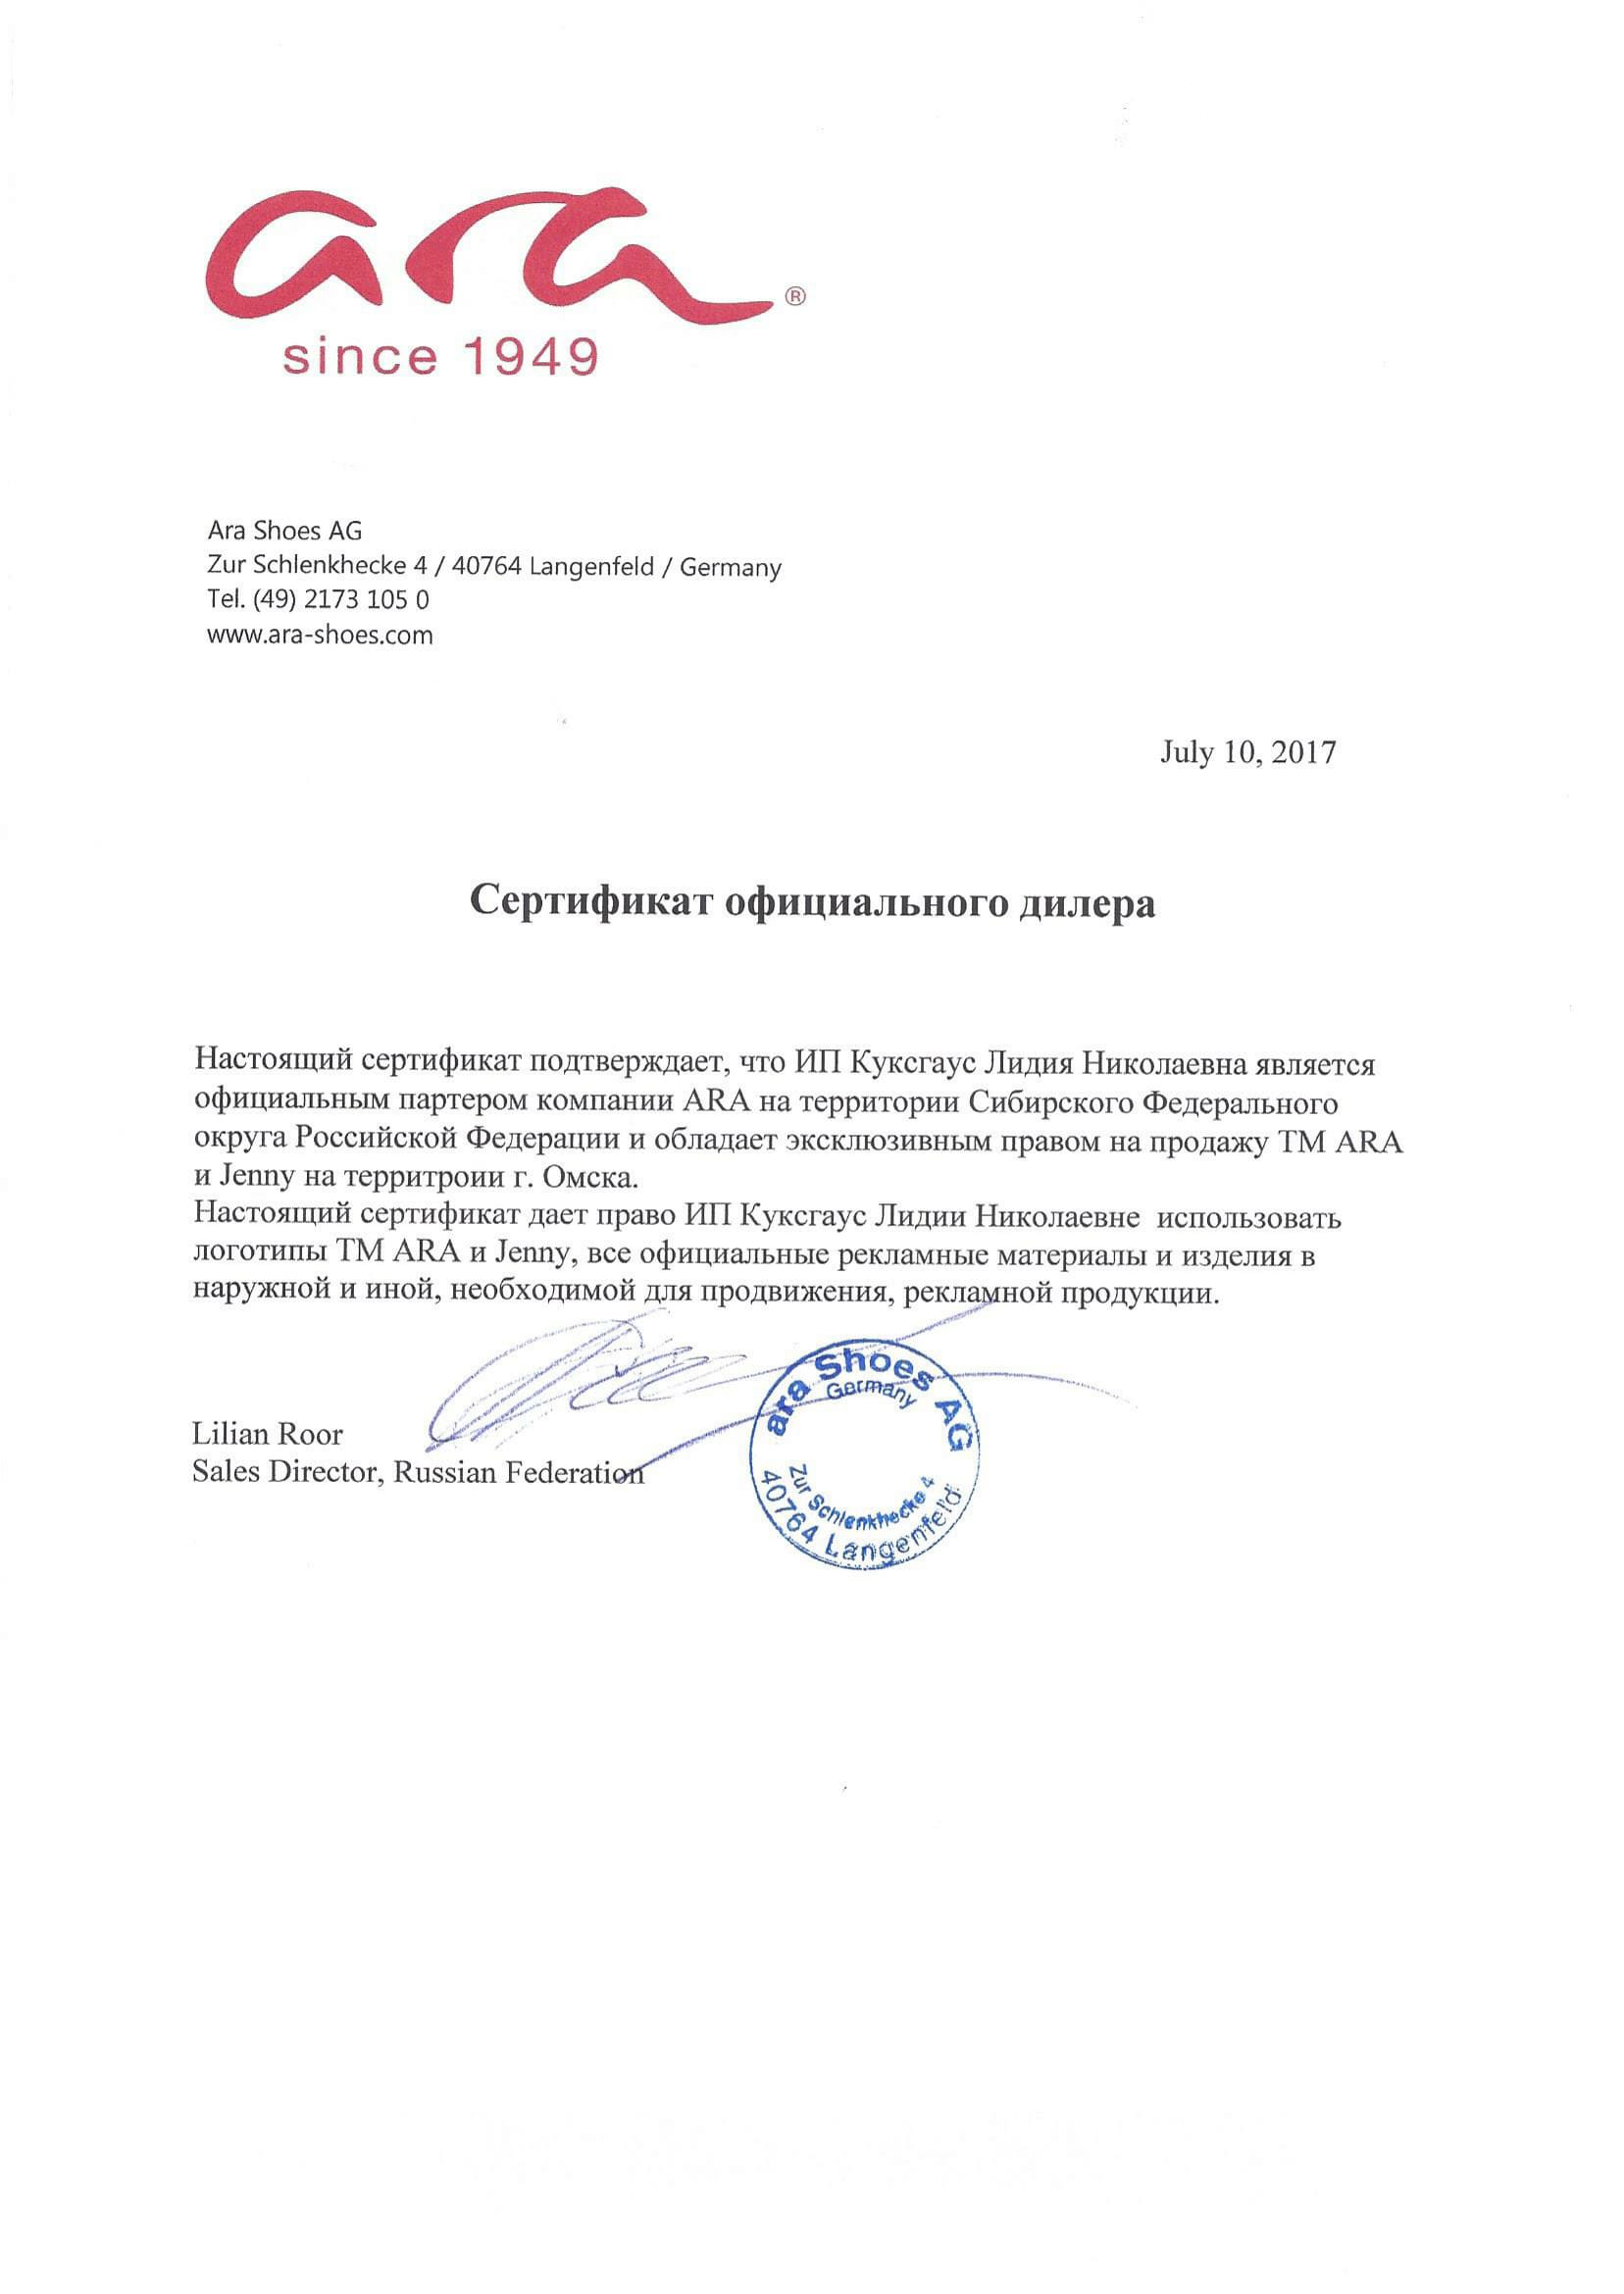 ara ®
since 1949
Ara Shoes AG
Zur Schlenkhecke 4 / 40764 Langenfeld / Germany
Tel. (49) 2173 105 0
www.ara-shoes.com
July 10, 2017
Сертификат официального дилера
Настоящий сертификат подтверждает, что ИП Куксгаус Лидия Николаевна является
официальным партером компании ARA на территории Сибирского Федерального
округа Российской Федерации и обладает эксклюзивным правом на продажу ТМ ARA
и Jenny на территроии г. Омска.
Настоящий сертификат дает право ИП Куксгаус Лидии Николаевне  использовать
логотипы ТМ ARA и Jenny, все официальные рекламные материалы и изделия в
наружной и иной, необходимой для продвижения, рекламной продукции.
Lilian Roor
Sales Director, Russian Federation
ara Shoes AG
Germany
Zur Schlenkhecke 4
40764 Langenfeld